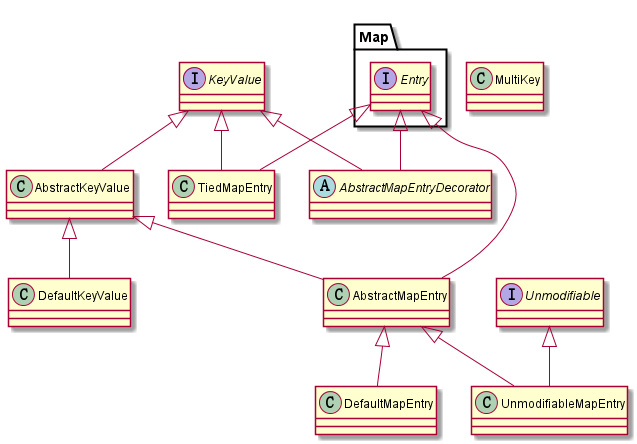 Map
I KeyValue
I Entry
C MultiKey
C AbstractKeyValue
C TiedMapEntry
A AbstractMapEntryDecorator
C DefaultKeyValue
C AbstractMapEntry
I Unmodifiable
C DefaultMapEntry
C UnmodifiableMapEntry